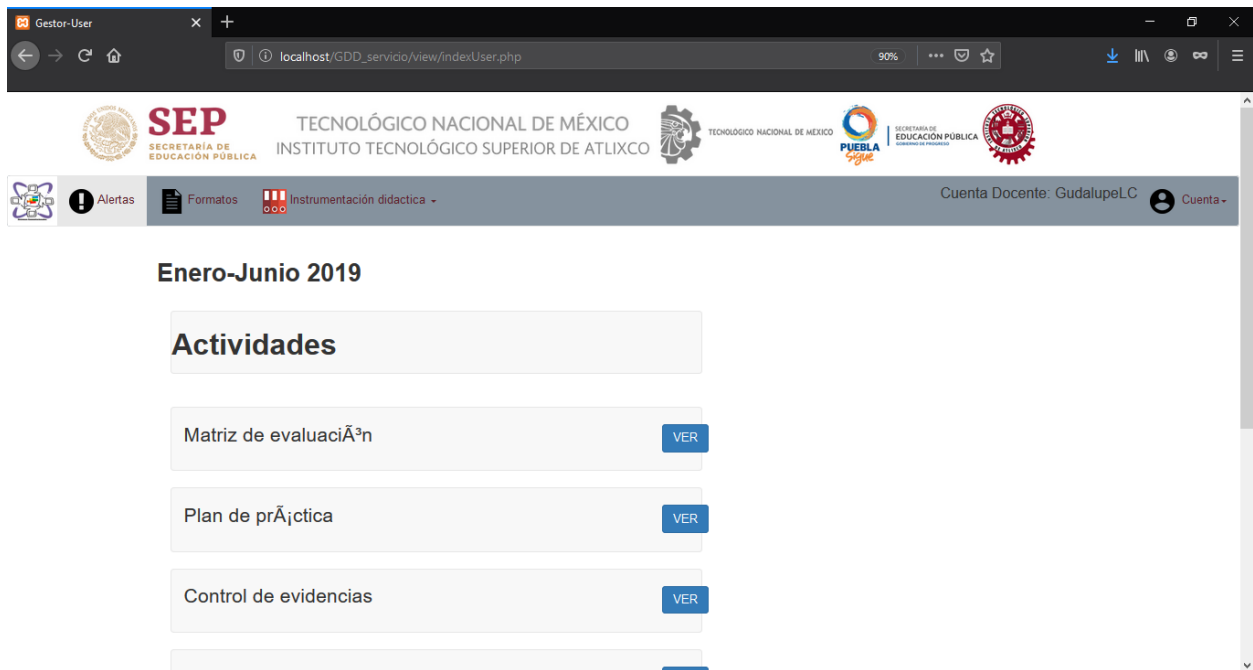 Gestor-User
localhost/GDD_servicio/view/indexUser.php
90%
SEP
SECRETARÍA DE
EDUCACIÓN PÚBLICA
TECNOLÓGICO NACIONAL DE MÉXICO
INSTITUTO TECNOLÓGICO SUPERIOR DE ATLIXCO
TECNOLÓGICO NACIONAL DE MÉXICO
PUEBLA
Sigue
SECRETARÍA DE
EDUCACIÓN PÚBLICA
GOBIERNO DE PROGRESO
Alertas
Formatos
Instrumentación didactica
Cuenta Docente: GudalupeLC
Cuenta
Enero-Junio 2019
Actividades
Matriz de evaluaciÃ³n
VER
Plan de prÃ¡ctica
VER
Control de evidencias
VER